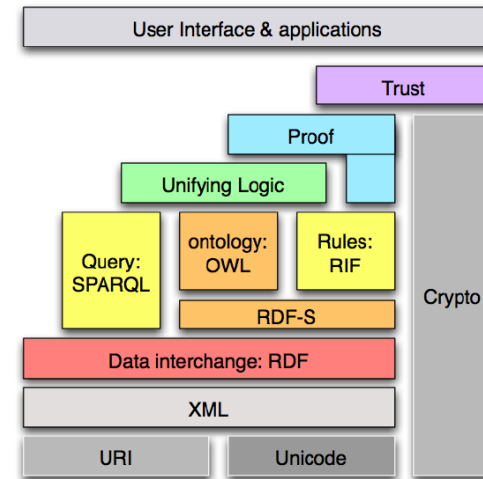 User Interface & applications
Trust
Proof
Unifying Logic
Query:
SPARQL
ontology:
OWL
Rules:
RIF
Crypto
RDF-S
Data interchange: RDF
XML
URI
Unicode